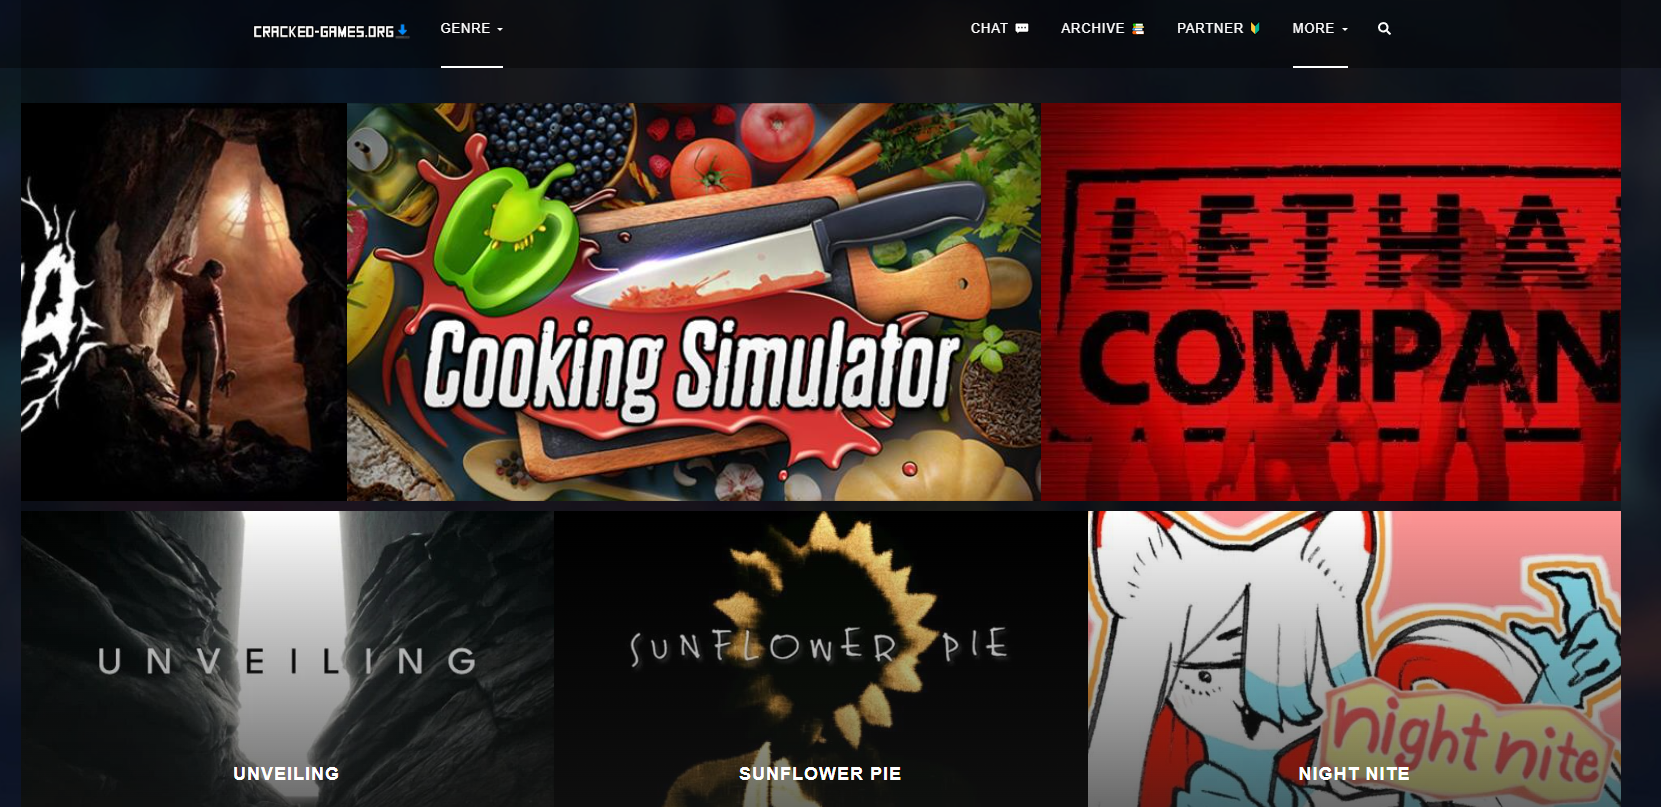 CRACKED-GAMES.ORG
GENRE
CHAT
ARCHIVE
PARTNER
MORE
Cooking Simulator
LETHA
COMPAN
UNVEILING
UNVEILING
SUNFLOWER PIE
SUNFLOWER PIE
night nite
NIGHT NITE